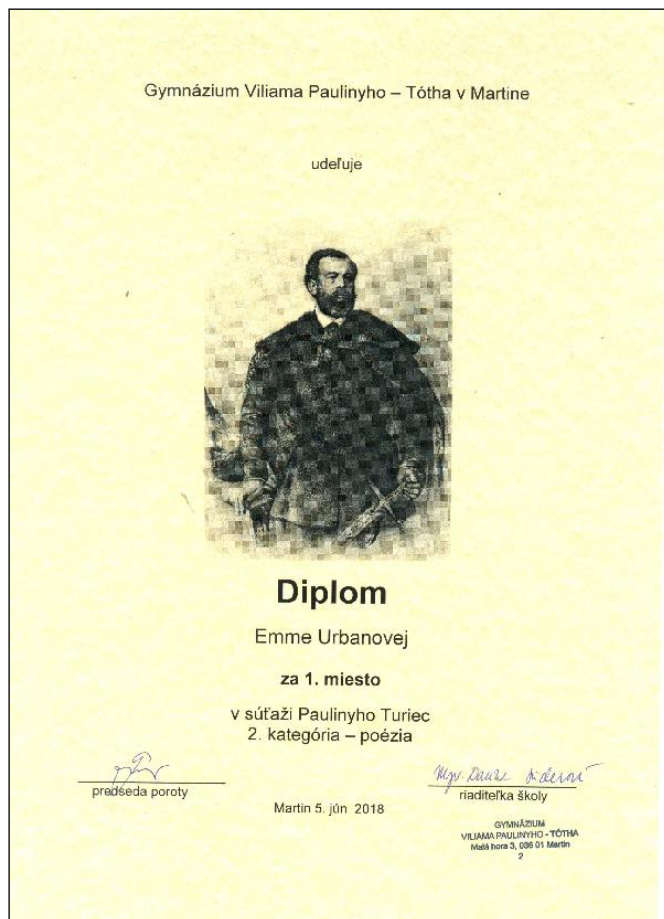 Gymnázium Viliama Paulinyho – Tótha v Martine
udeľuje
Diplom
Emme Urbanovej
za 1. miesto
v súťaži Paulinyho Turiec
2. kategória – poézia
predseda poroty
Mgr.
riaditeľka školy
Martin 5. jún 2018
GYMNÁZIUM
VILIAMA PAULINYHO - TÓTHA
Malá hora 3, 036 01 Martin
2